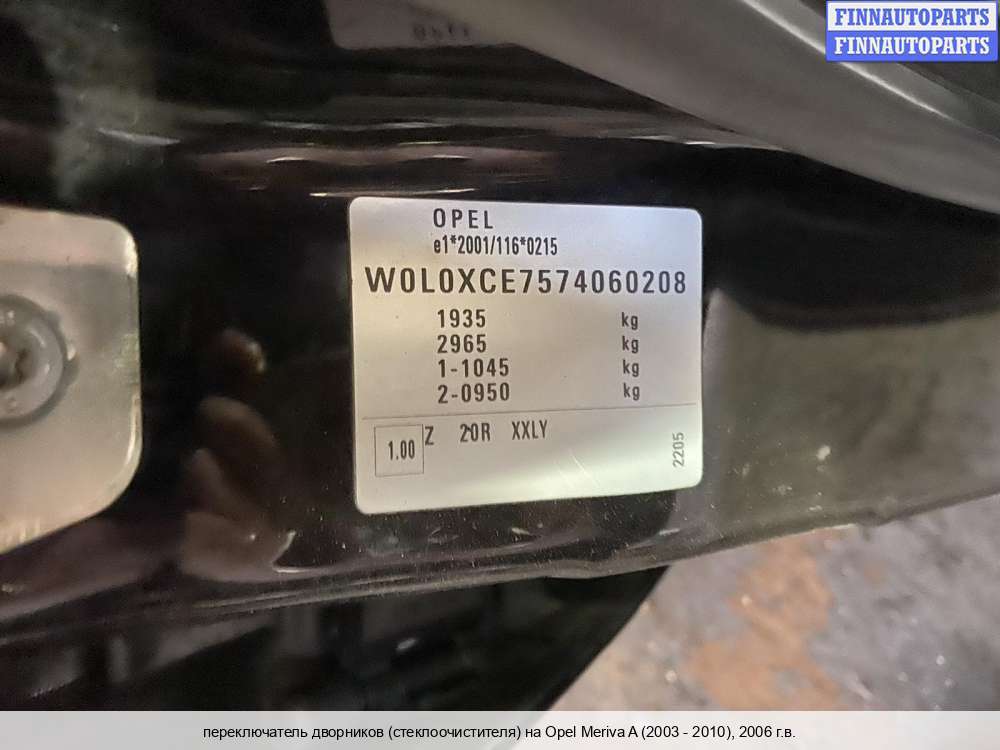 FINNAUTOPARTS
FINNAUTOPARTS
OPEL
e1*2001/116*0215
W0L0XCE7574060208
1935 kg
2965 kg
1-1045 kg
2-0950 kg
1.00 Z 20R XXLY
2205
переключатель дворников (стеклоочистителя) на Opel Meriva A (2003 - 2010), 2006 г.в.